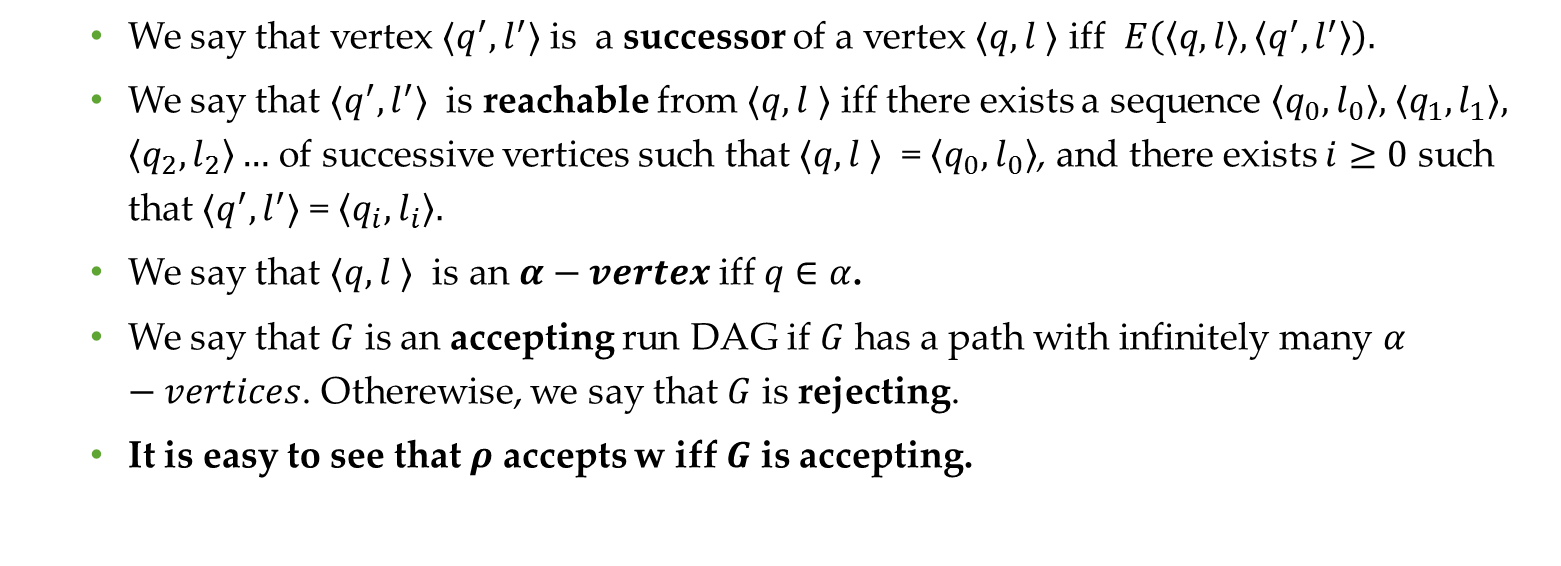 • We say that vertex ⟨q′, l′⟩ is a successor of a vertex ⟨q, l ⟩ iff E(⟨q, l⟩, ⟨q′, l′⟩).
• We say that ⟨q′, l′⟩ is reachable from ⟨q, l ⟩ iff there exists a sequence ⟨q₀, l₀⟩, ⟨q₁, l₁⟩,
⟨q₂, l₂⟩ ... of successive vertices such that ⟨q, l ⟩ = ⟨q₀, l₀⟩, and there exists i ≥ 0 such
that ⟨q′, l′⟩ = ⟨qᵢ, lᵢ⟩.
• We say that ⟨q, l ⟩ is an α − vertex iff q ∈ α.
• We say that G is an accepting run DAG if G has a path with infinitely many α
− vertices. Otherewise, we say that G is rejecting.
• It is easy to see that ρ accepts w iff G is accepting.